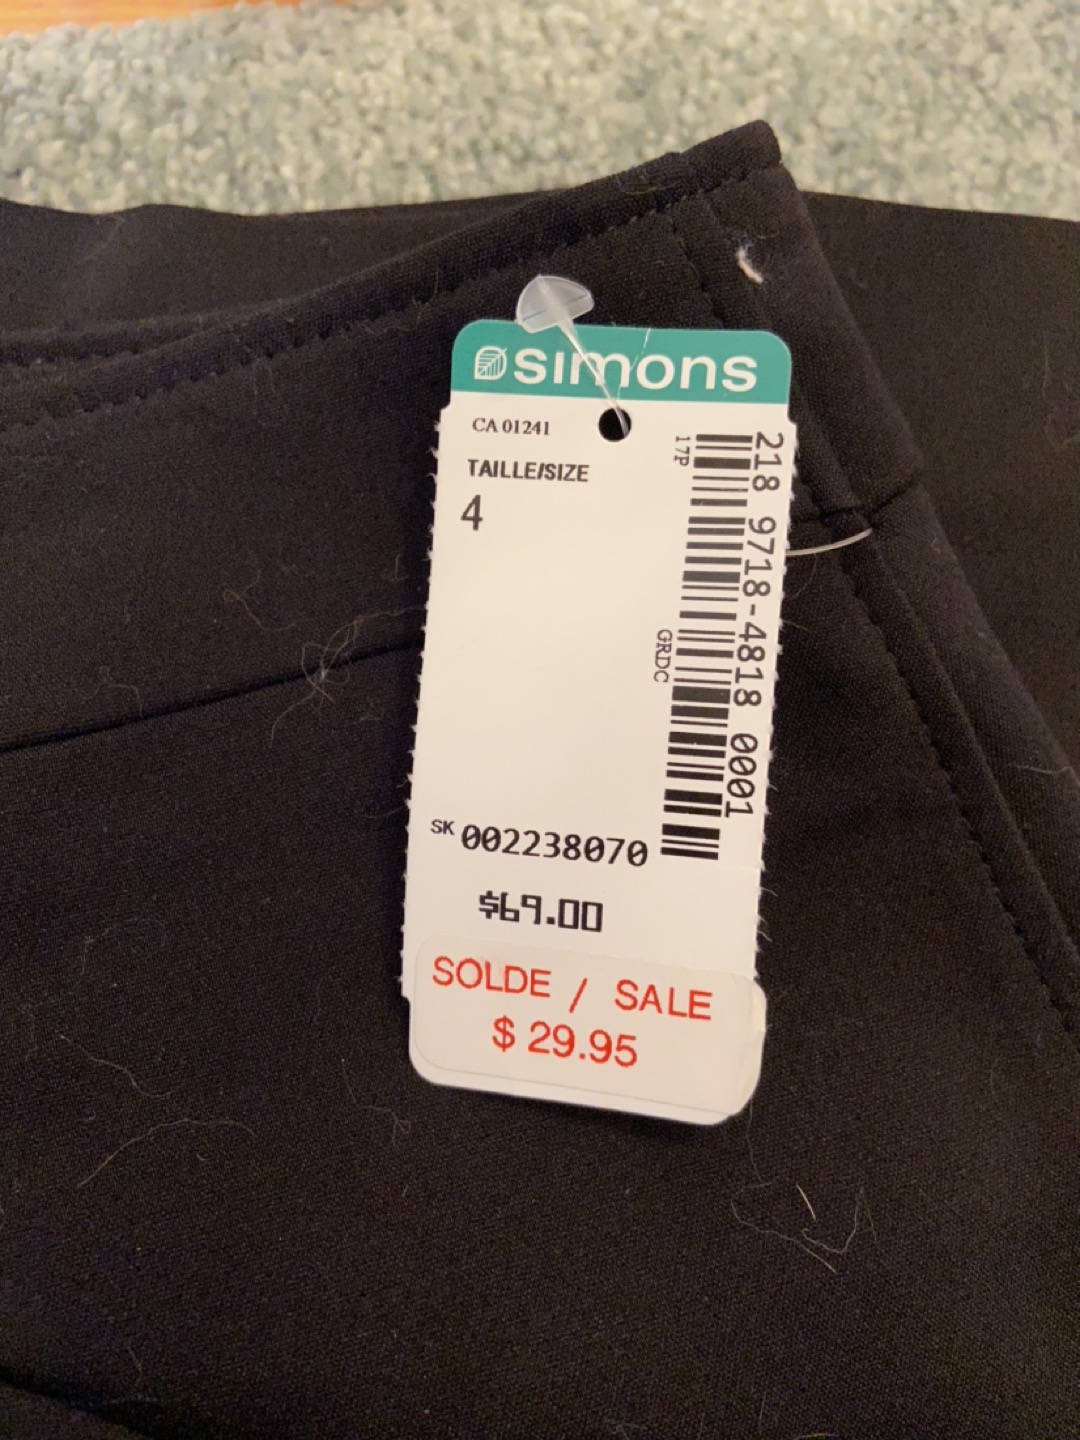 simons
CA 01241
TAILLE/SIZE
4
17P
218 9718-4818 0001
GRDC
SK 002238070
$69.00
SOLDE / SALE
$ 29.95